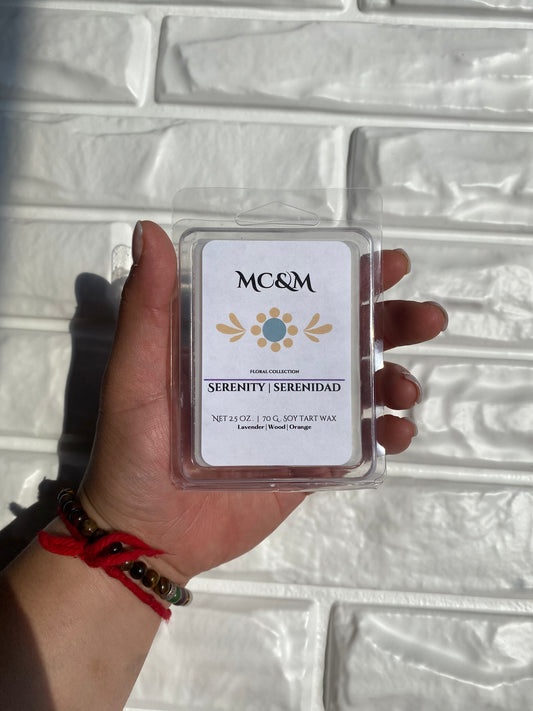 MC&M
FLORAL COLLECTION
SERENITY | SERENIDAD
NET 2.5 OZ. | 70 G. SOY TART WAX
Lavender | Wood | Orange